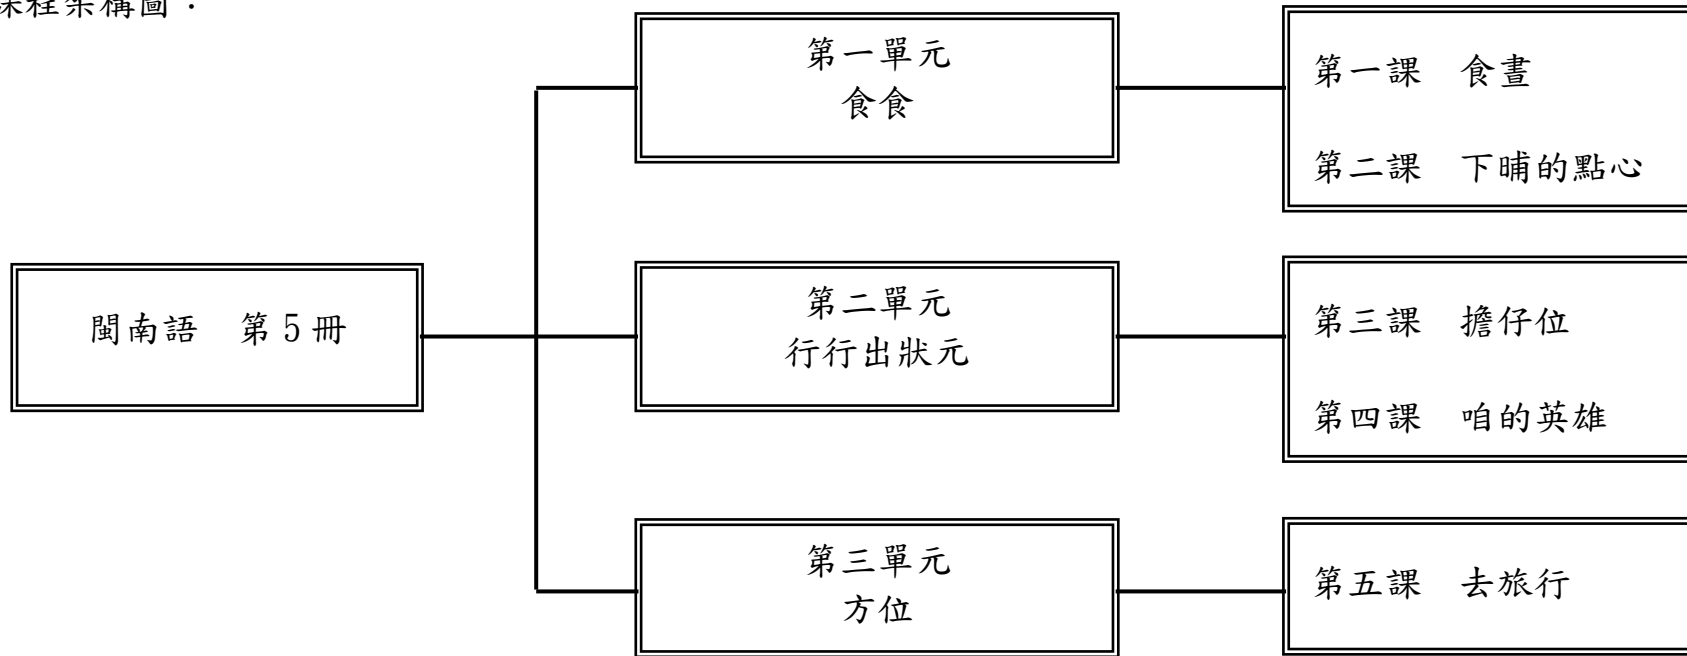 課程架構圖：
第一單元
食食
第一課 食晝
第二課 下晡的點心
閩南語 第5冊
第二單元
行行出狀元
第三課 擔仔位
第四課 咱的英雄
第三單元
方位
第五課 去旅行